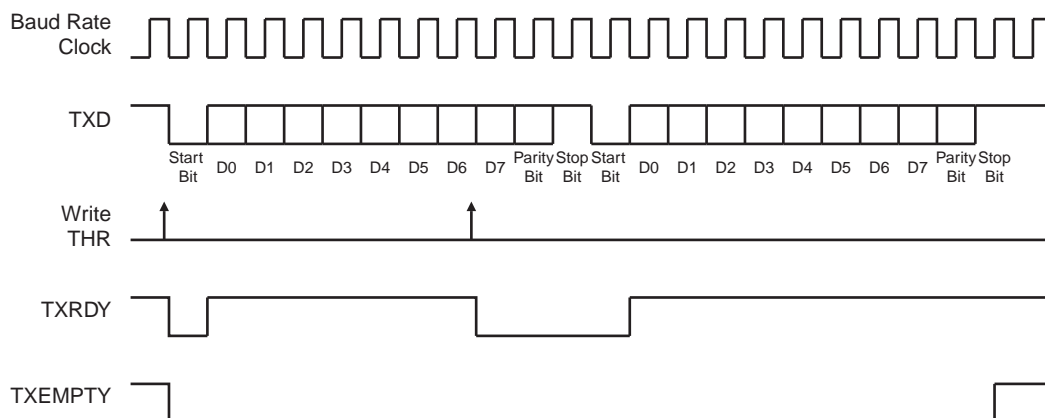 Baud Rate
Clock
TXD
Start
Bit
D0
D1
D2
D3
D4
D5
D6
D7
Parity
Bit
Stop
Bit
Start
Bit
D0
D1
D2
D3
D4
D5
D6
D7
Parity
Bit
Stop
Bit
Write
THR
TXRDY
TXEMPTY